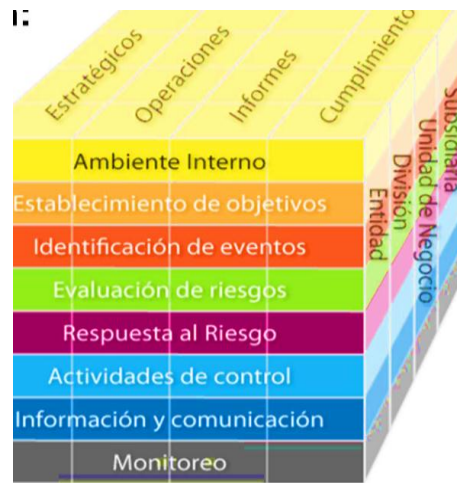 Estratégicos
Operaciones
Informes
Cumplimiento
Ambiente Interno
Establecimiento de objetivos
Identificación de eventos
Evaluación de riesgos
Respuesta al Riesgo
Actividades de control
Información y comunicación
Monitoreo
Entidad
División
Unidad de Negocio
Subsidiaria